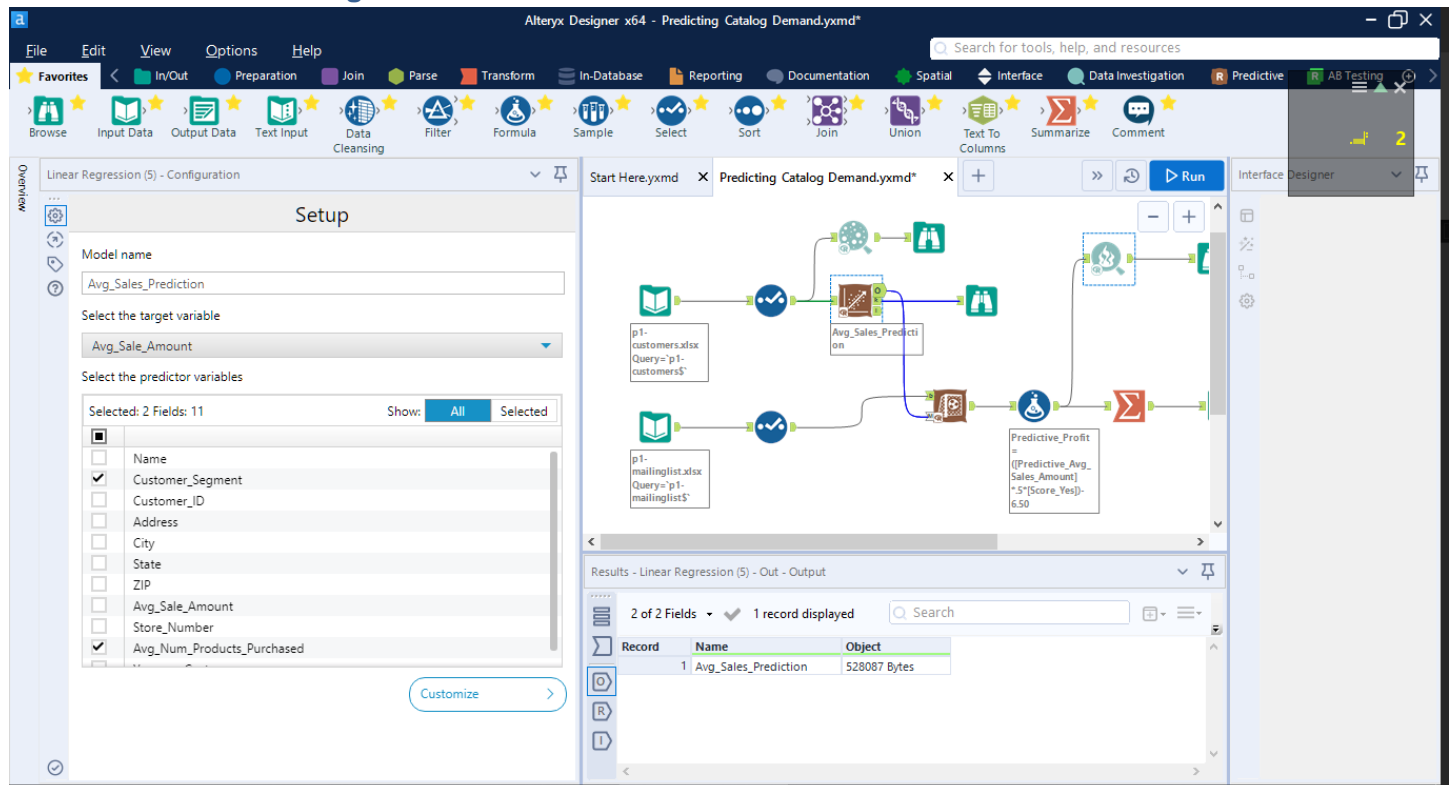 a
Alteryx Designer x64 - Predicting Catalog Demand.yxmd*
File Edit View Options Help
Search for tools, help, and resources
Favorites In/Out Preparation Join Parse Transform In-Database Reporting Documentation Spatial Interface Data Investigation R Predictive R AB Testing
Browse Input Data Output Data Text Input Data Cleansing Filter Formula Sample Select Sort Join Union Text To Columns Summarize Comment
2
Overview
Linear Regression (5) - Configuration
Setup
Model name
Avg_Sales_Prediction
Select the target variable
Avg_Sale_Amount
Select the predictor variables
Selected: 2 Fields: 11 Show: All Selected
Name
Customer_Segment
Customer_ID
Address
City
State
ZIP
Avg_Sale_Amount
Store_Number
Avg_Num_Products_Purchased
Customize
Start Here.yxmd Predicting Catalog Demand.yxmd*
Run
p1-
customers.xlsx
Query=`p1-
customers$`
Avg_Sales_Predicti
on
p1-
mailinglist.xlsx
Query=`p1-
mailinglist$`
Predictive_Profit
=
([Predictive_Avg_
Sales_Amount]
*.5*[Score_Yes])-
6.50
Results - Linear Regression (5) - Out - Output
2 of 2 Fields 1 record displayed Search
Record Name Object
1 Avg_Sales_Prediction 528087 Bytes
O
R
I
Interface Designer